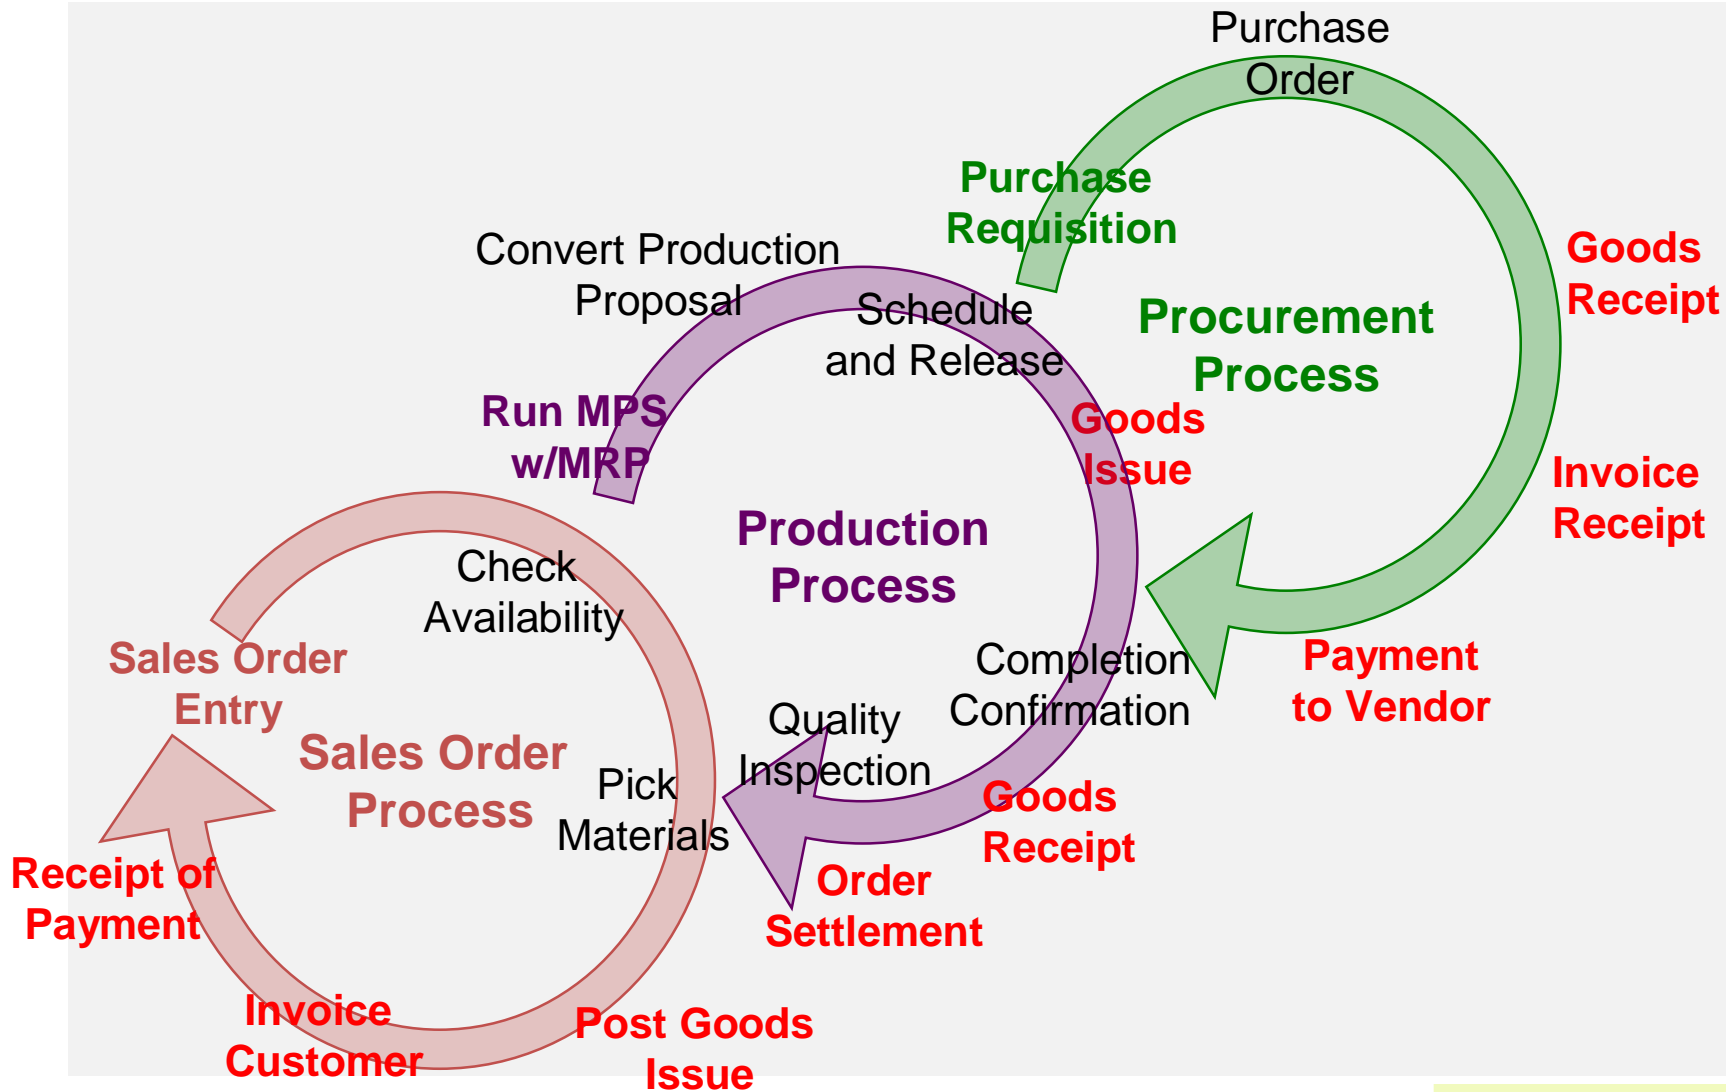 Purchase
Order
Purchase
Requisition
Goods
Receipt
Procurement
Process
Invoice
Receipt
Payment
to Vendor
Convert Production
Proposal
Schedule
and Release
Run MPS
w/MRP
Goods
Issue
Production
Process
Completion
Confirmation
Quality
Inspection
Goods
Receipt
Order
Settlement
Check
Availability
Sales Order
Entry
Sales Order
Process
Pick
Materials
Receipt of
Payment
Invoice
Customer
Post Goods
Issue